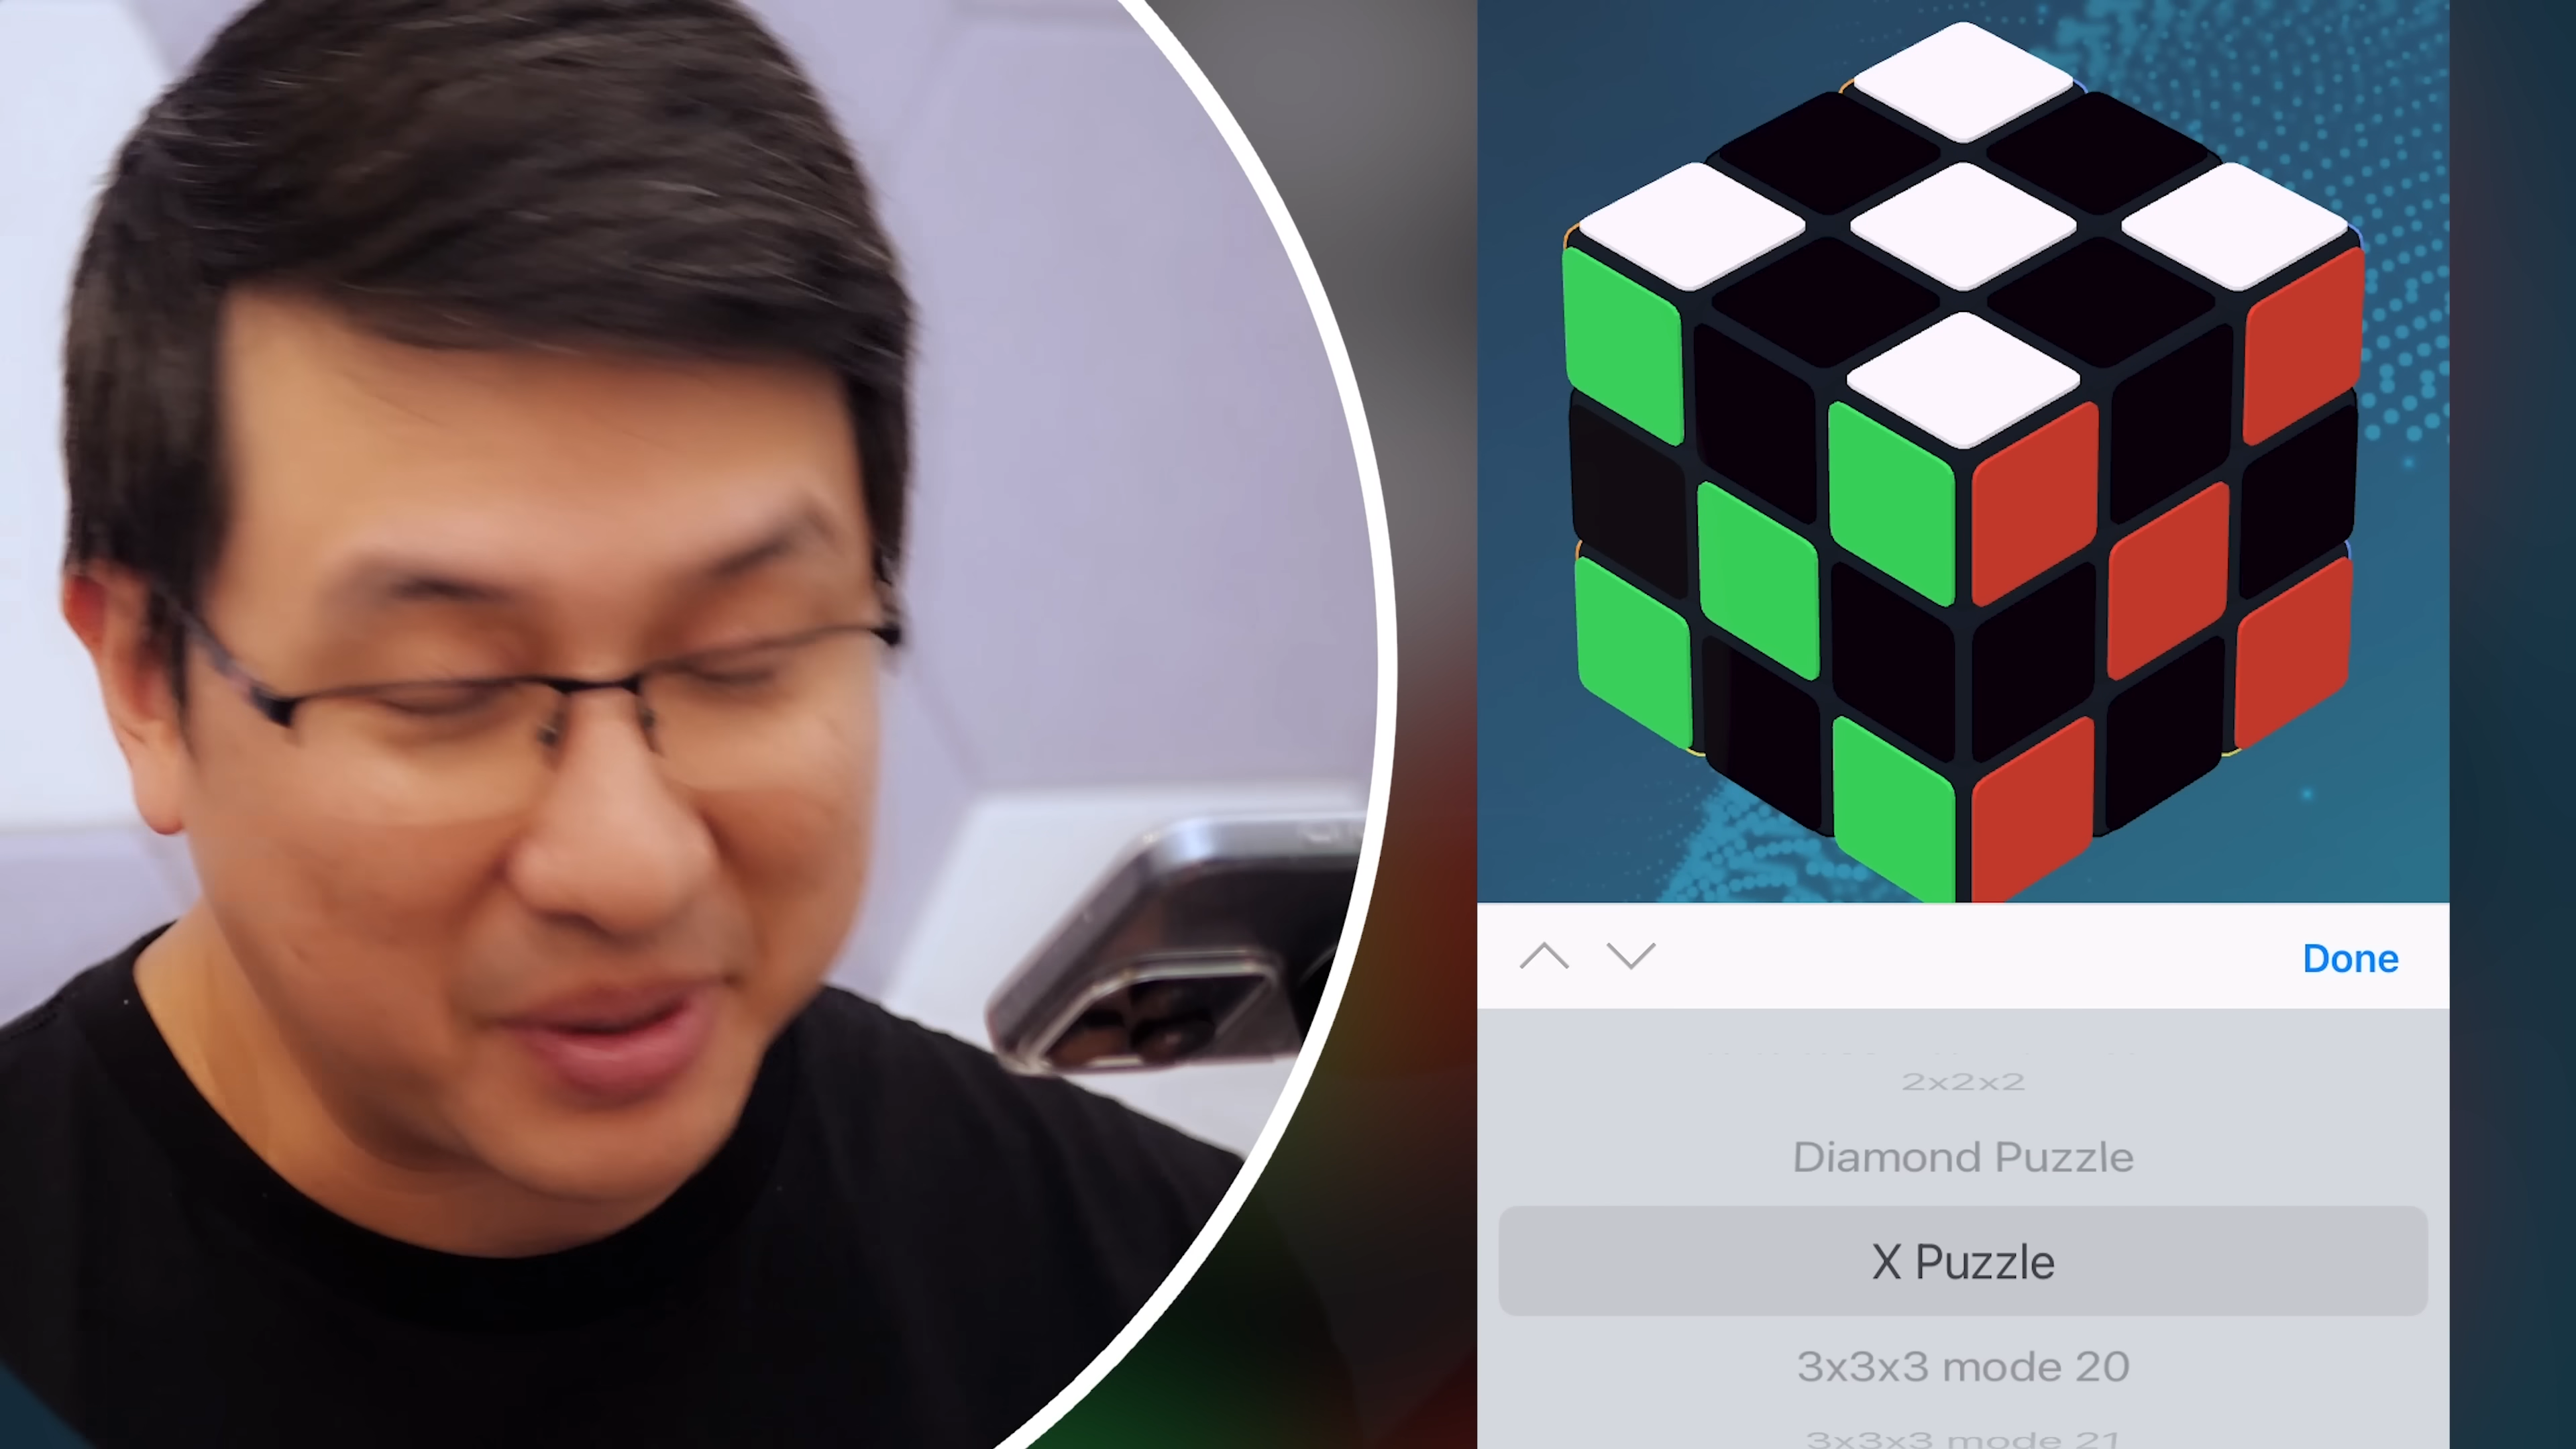 Done
2x2x2
Diamond Puzzle
X Puzzle
3x3x3 mode 20
3x3x3 mode 21